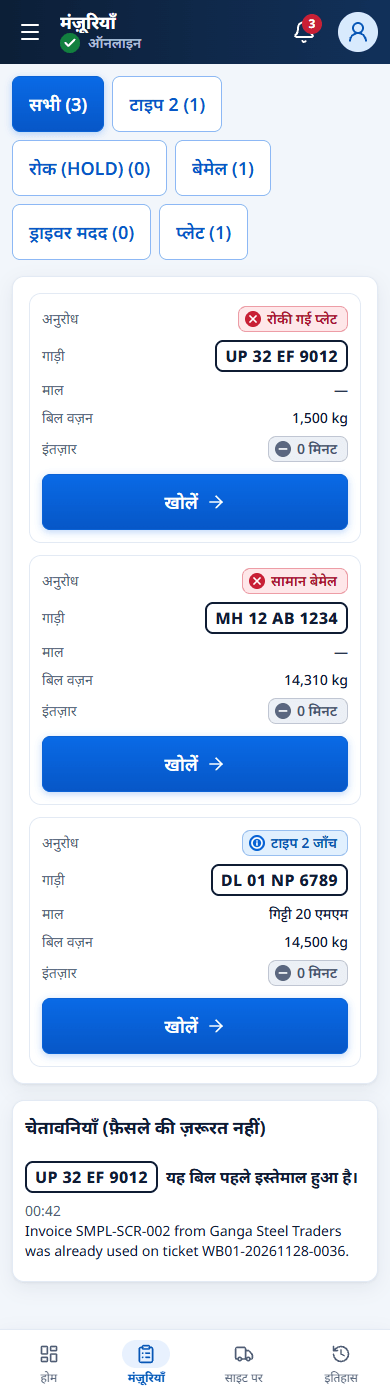 मंज़ूरियाँ
ऑनलाइन
3
सभी (3)
टाइप 2 (1)
रोक (HOLD) (0)
बेमेल (1)
ड्राइवर मदद (0)
प्लेट (1)
अनुरोध
रोकी गई प्लेट
गाड़ी
UP 32 EF 9012
माल
—
बिल वज़न
1,500 kg
इंतज़ार
0 मिनट
खोलें →
अनुरोध
सामान बेमेल
गाड़ी
MH 12 AB 1234
माल
—
बिल वज़न
14,310 kg
इंतज़ार
0 मिनट
खोलें →
अनुरोध
टाइप 2 जाँच
गाड़ी
DL 01 NP 6789
माल
गिट्टी 20 एमएम
बिल वज़न
14,500 kg
इंतज़ार
0 मिनट
खोलें →
चेतावनियाँ (फ़ैसले की ज़रूरत नहीं)
UP 32 EF 9012 यह बिल पहले इस्तेमाल हुआ है।
00:42
Invoice SMPL-SCR-002 from Ganga Steel Traders
was already used on ticket WB01-20261128-0036.
होम
मंज़ूरियाँ
साइट पर
इतिहास